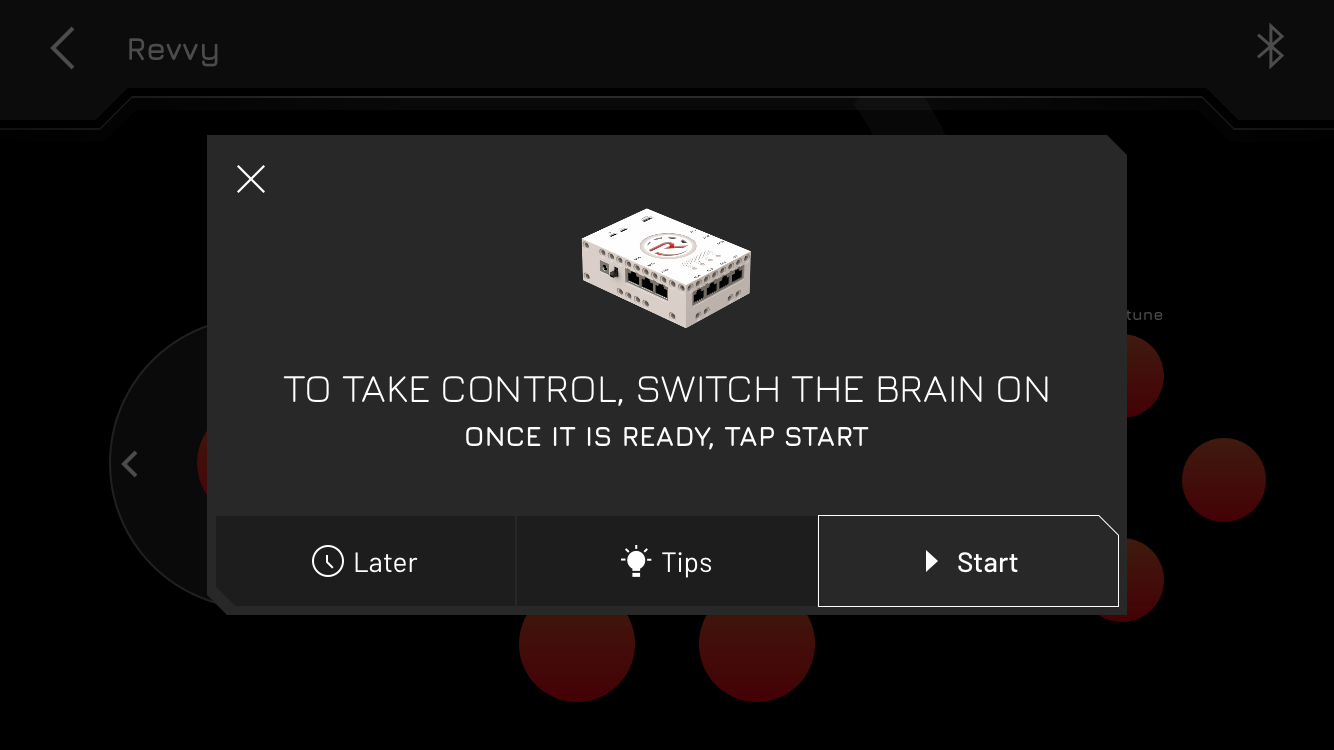 Revvy
tune
TO TAKE CONTROL, SWITCH THE BRAIN ON
ONCE IT IS READY, TAP START
Later
Tips
Start